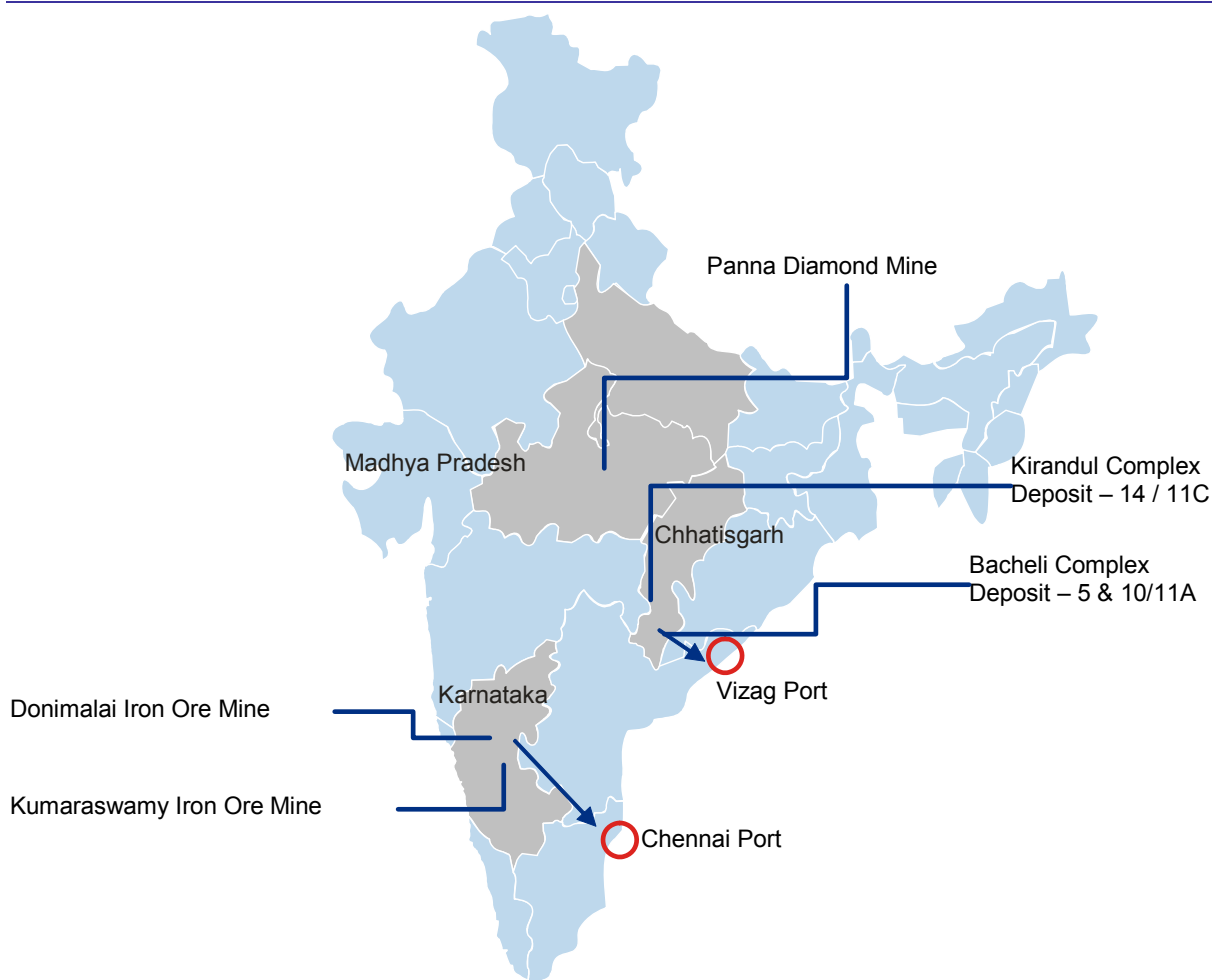 Panna Diamond Mine
Madhya Pradesh
Kirandul Complex
Deposit – 14 / 11C
Chhatisgarh
Bacheli Complex
Deposit – 5 & 10/11A
Vizag Port
Karnataka
Donimalai Iron Ore Mine
Kumaraswamy Iron Ore Mine
Chennai Port